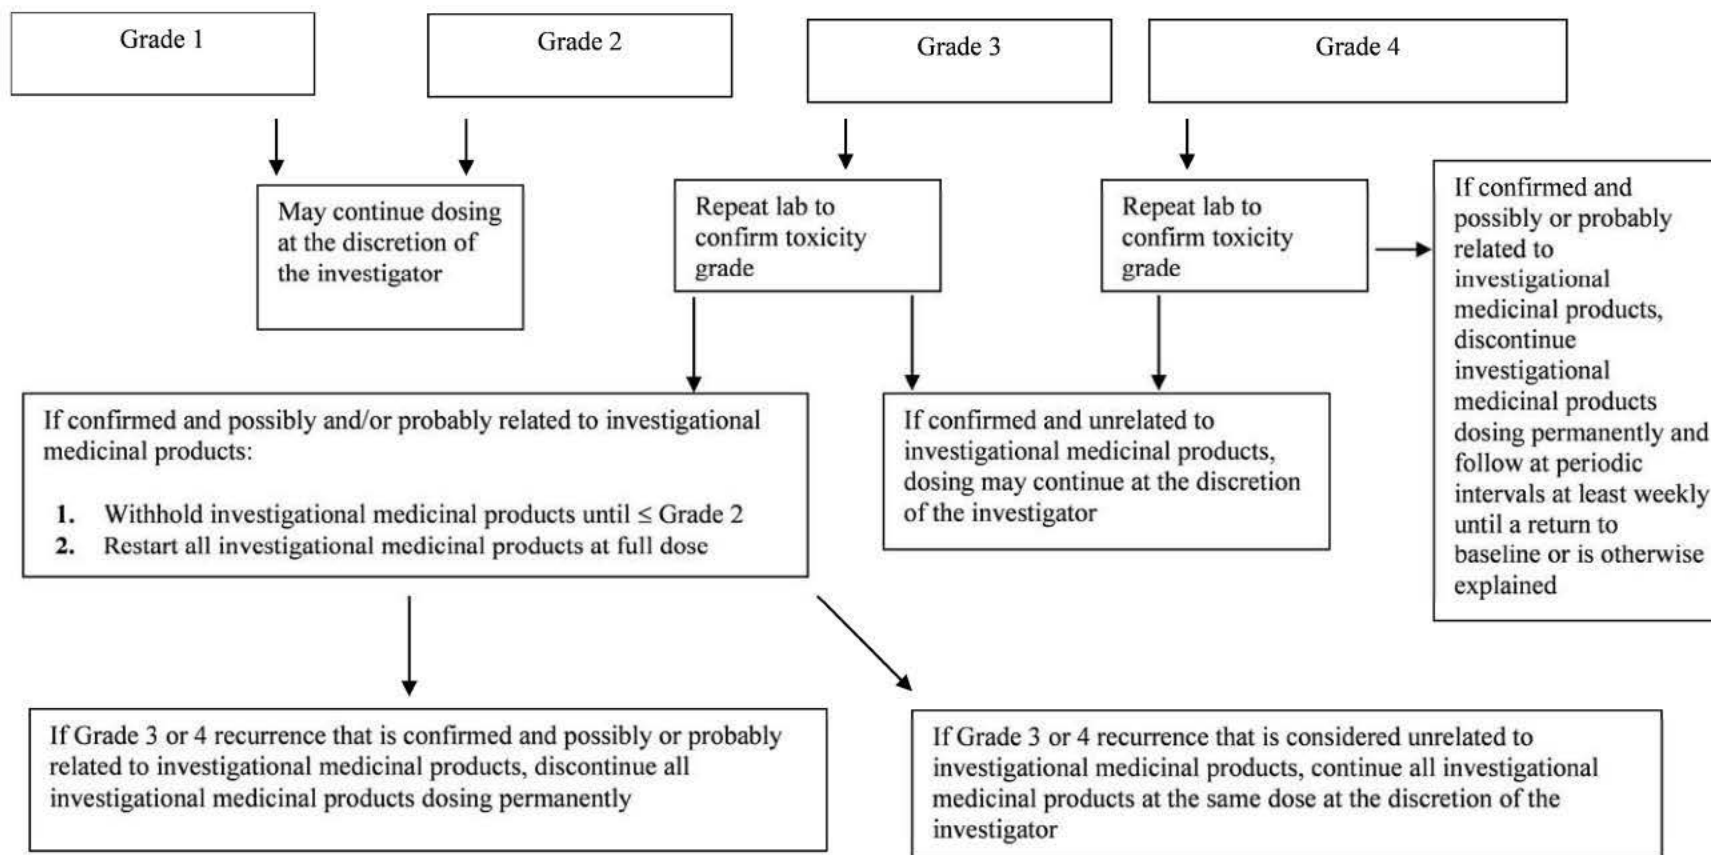 Grade 1
Grade 2
Grade 3
Grade 4
May continue dosing
at the discretion of
the investigator
Repeat lab to
confirm toxicity
grade
Repeat lab to
confirm toxicity
grade
If confirmed and
possibly or probably
related to
investigational
medicinal products,
discontinue
investigational
medicinal products
dosing permanently and
follow at periodic
intervals at least weekly
until a return to
baseline or is otherwise
explained
If confirmed and possibly and/or probably related to investigational
medicinal products:
1. Withhold investigational medicinal products until ≤ Grade 2
2. Restart all investigational medicinal products at full dose
If confirmed and unrelated to
investigational medicinal products,
dosing may continue at the discretion
of the investigator
If Grade 3 or 4 recurrence that is confirmed and possibly or probably
related to investigational medicinal products, discontinue all
investigational medicinal products dosing permanently
If Grade 3 or 4 recurrence that is considered unrelated to
investigational medicinal products, continue all investigational
medicinal products at the same dose at the discretion of the
investigator